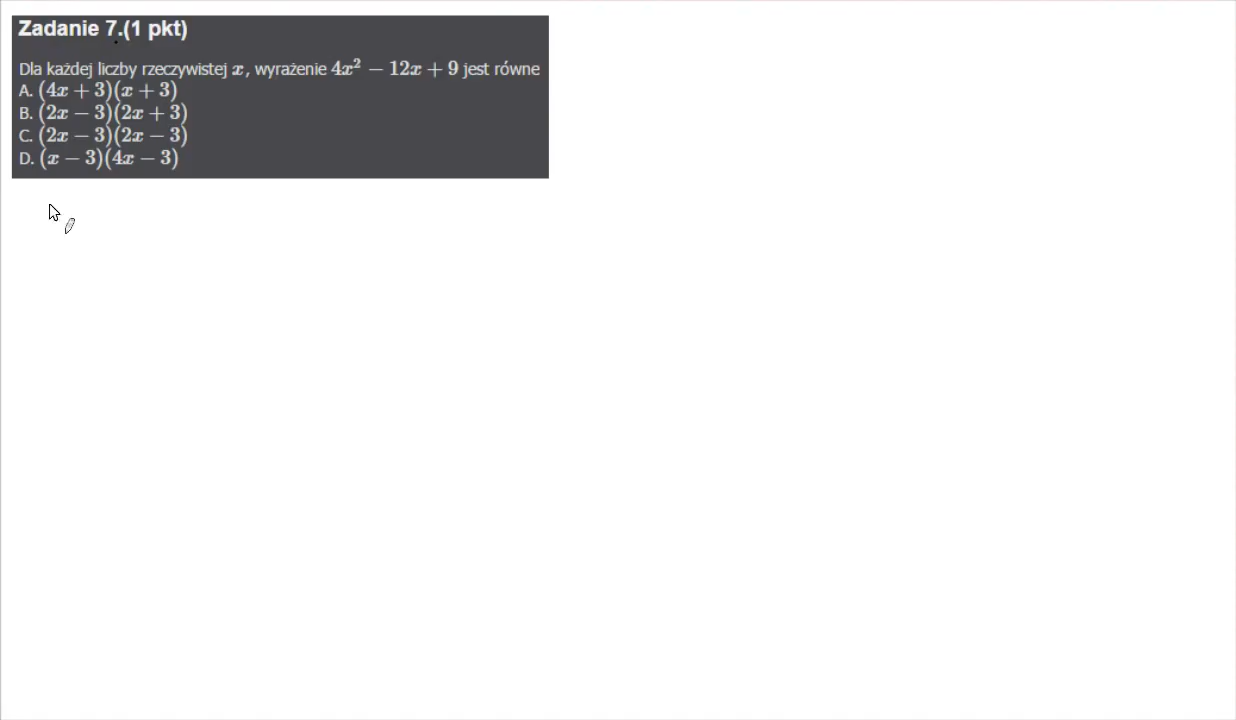 Zadanie 7.(1 pkt)
Dla każdej liczby rzeczywistej x, wyrażenie 4x² − 12x + 9 jest równe
A. (4x + 3)(x + 3)
B. (2x − 3)(2x + 3)
C. (2x − 3)(2x − 3)
D. (x − 3)(4x − 3)